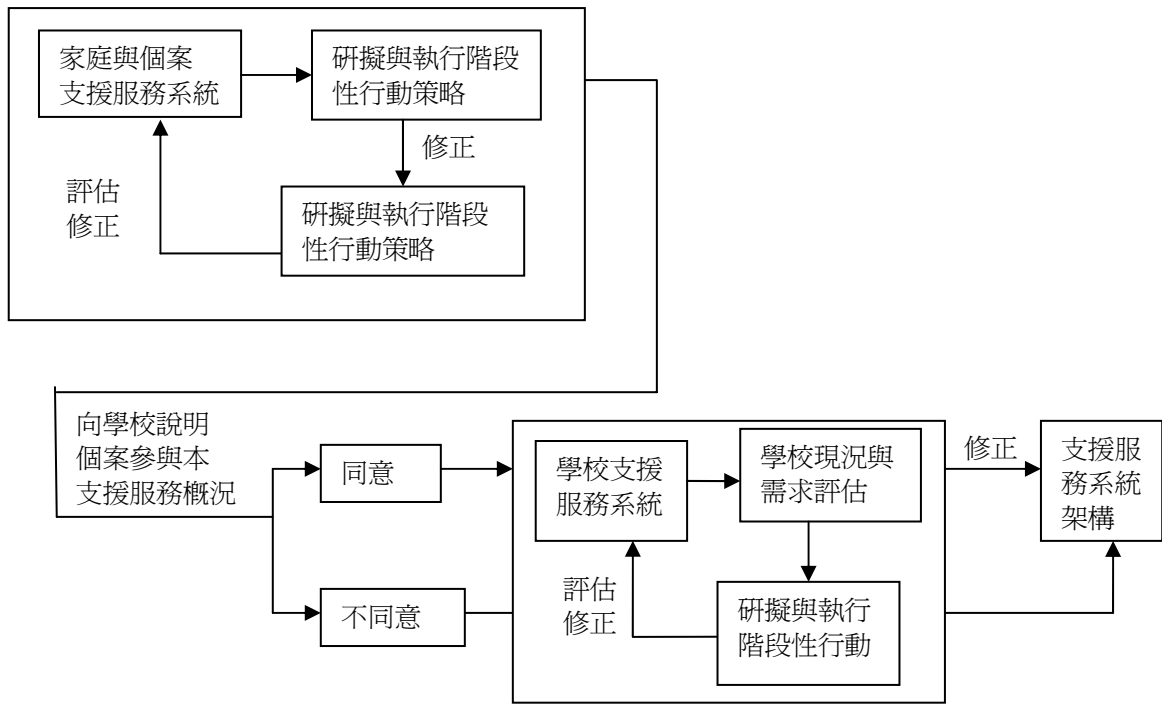 家庭與個案
支援服務系統
研擬與執行階段
性行動策略
修正
評估
修正
研擬與執行階段
性行動策略
向學校說明
個案參與本
支援服務概況
同意
不同意
學校支援
服務系統
學校現況與
需求評估
評估
修正
研擬與執行
階段性行動
修正
支援服
務系統
架構